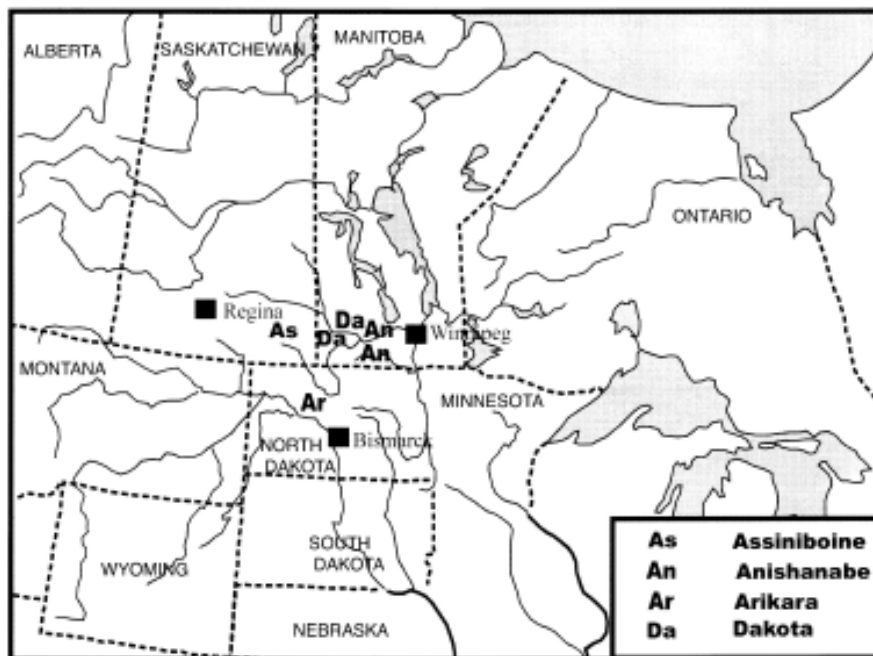 ALBERTA
SASKATCHEWAN
MANITOBA
ONTARIO
Regina
As
Da
An
Da
An
Winnipeg
MONTANA
Ar
MINNESOTA
Bismarck
NORTH
DAKOTA
SOUTH
DAKOTA
WYOMING
NEBRASKA
As Assiniboine
An Anishanabe
Ar Arikara
Da Dakota